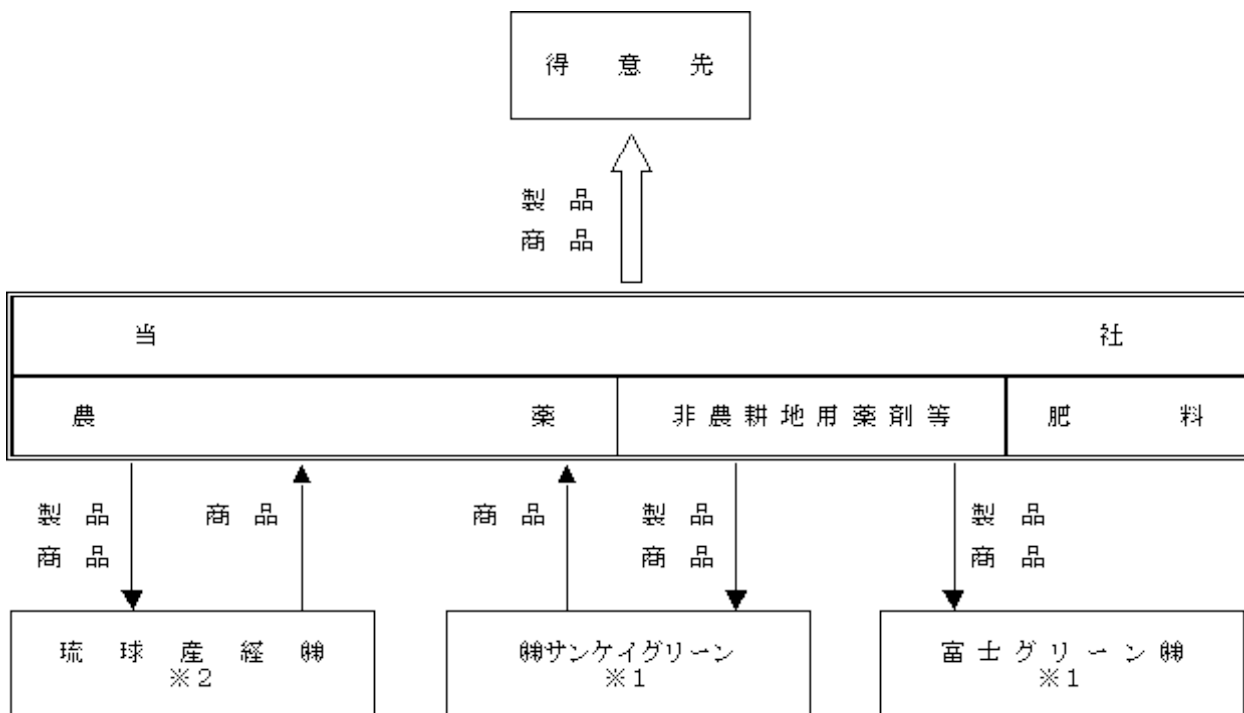 得意先
製品
商品
当社
農薬 非農耕地用薬剤等 肥料
製品 商品 商品 製品 製品
商品 商品 商品
琉球産経㈱ ㈱サンケイグリーン 富士グリーン㈱
※2 ※1 ※1